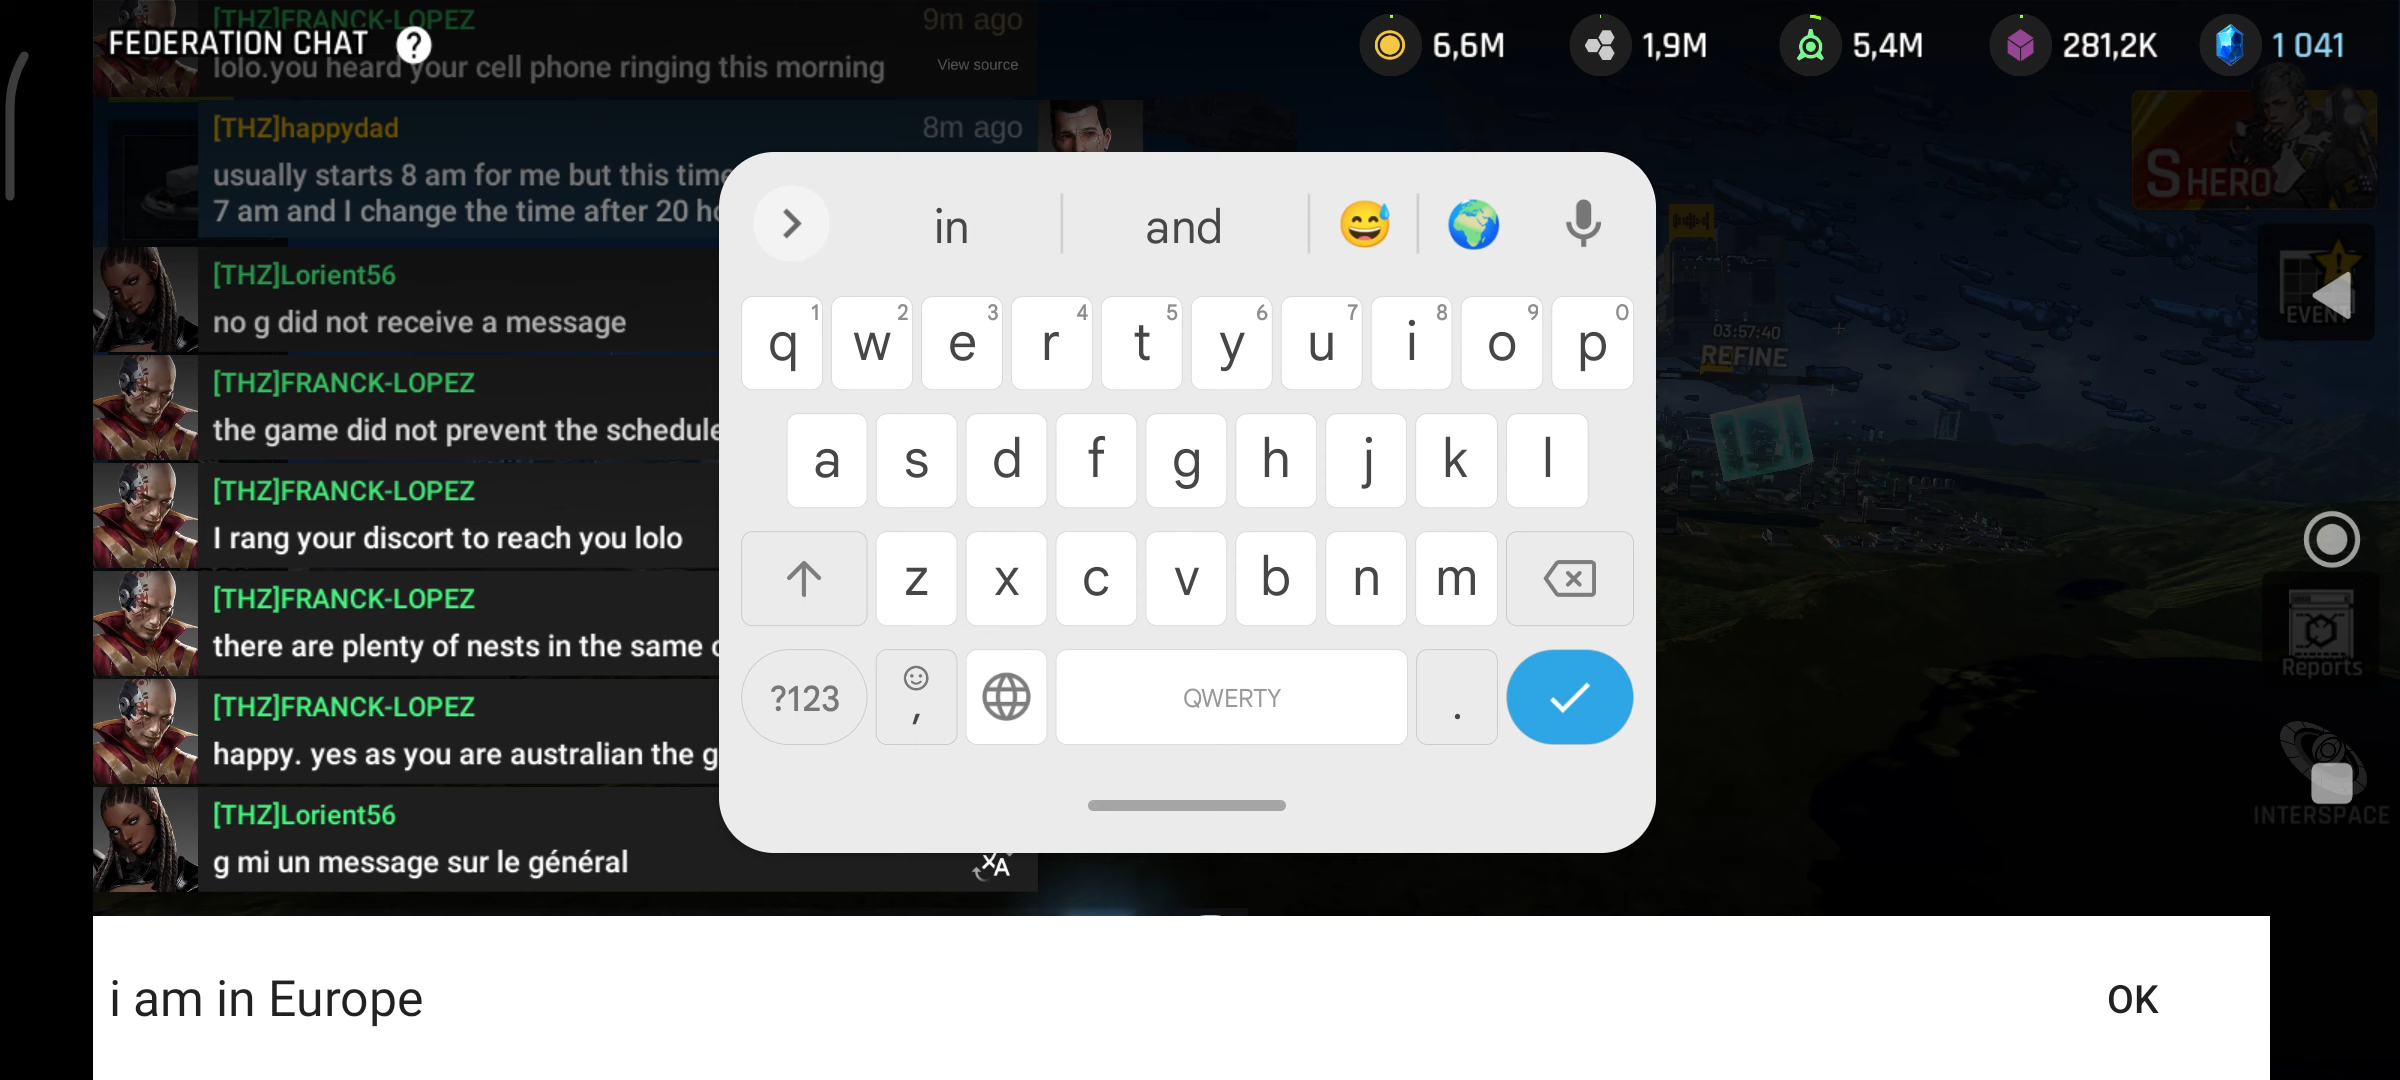 [THZ]FRANCK-LOPEZ 9m ago
FEDERATION CHAT ?
lolo.you heard your cell phone ringing this morning View source
6,6M 1,9M 5,4M 281,2K 1 041
[THZ]happydad 8m ago
usually starts 8 am for me but this time
7 am and I change the time after 20
S HERO
[THZ]Lorient56
no g did not receive a message
[THZ]FRANCK-LOPEZ
the game did not prevent the schedule
[THZ]FRANCK-LOPEZ
I rang your discort to reach you lolo
[THZ]FRANCK-LOPEZ
there are plenty of nests in the same
[THZ]FRANCK-LOPEZ
happy. yes as you are australian the g
[THZ]Lorient56
g mi un message sur le général
in and
q 1 w 2 e 3 r 4 t 5 y 6 u 7 i 8 o 9 p 0
a s d f g h j k l
z x c v b n m
?123 , QWERTY .
EVENT
03:57:40
REFINE
Reports
INTERSPACE
i am in Europe OK